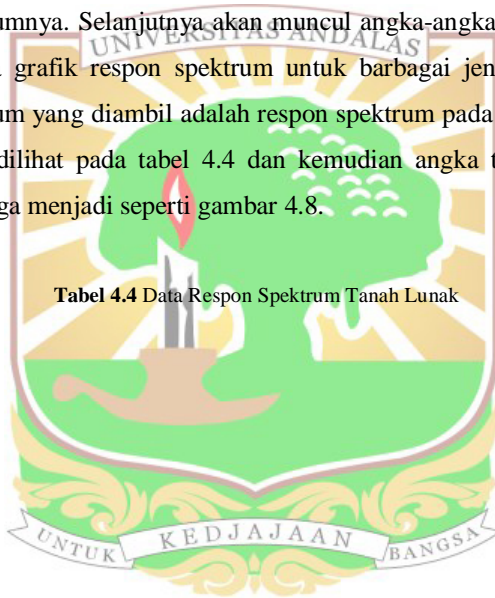 umnya. Selanjutnya akan muncul angka-angka
UNIVERSITAS ANDALAS
grafik respon spektrum untuk barbagai jen
um yang diambil adalah respon spektrum pada
dilihat pada tabel 4.4 dan kemudian angka t
ga menjadi seperti gambar 4.8.
Tabel 4.4 Data Respon Spektrum Tanah Lunak
UNTUK KEDJAJAAN BANGSA